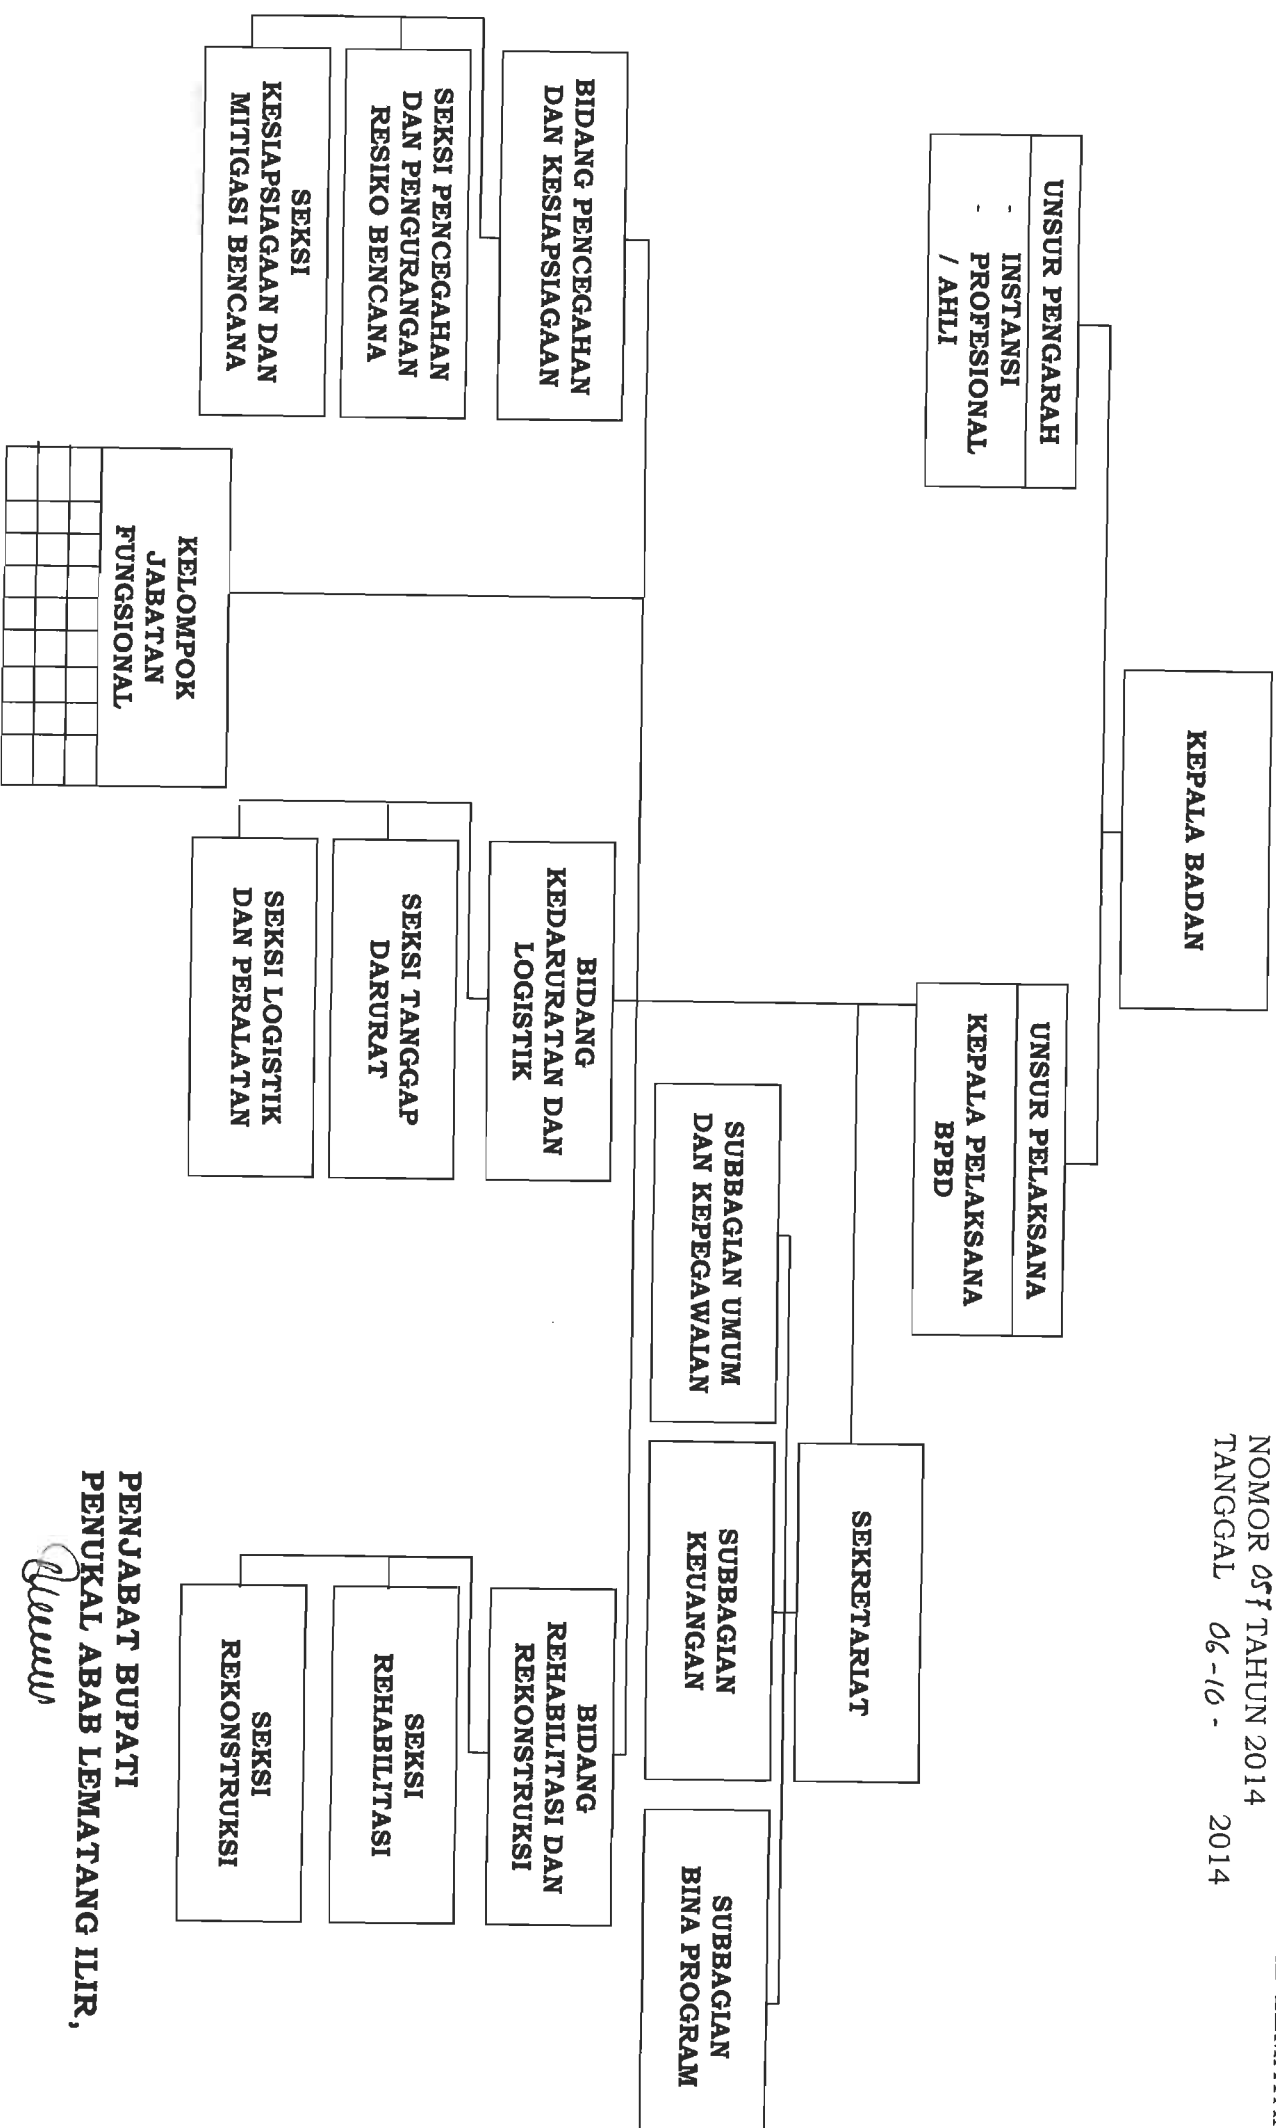 NOMOR 057 TAHUN 2014
TANGGAL 06-10- 2014
KEPALA BADAN
UNSUR PENGARAH
- INSTANSI
- PROFESIONAL
/ AHLI
UNSUR PELAKSANA
KEPALA PELAKSANA
BPBD
SEKRETARIAT
SUBBAGIAN UMUM
DAN KEPEGAWAIAN
SUBBAGIAN
KEUANGAN
SUBBAGIAN
BINA PROGRAM
BIDANG PENCEGAHAN
DAN KESIAPSIAGAAN
SEKSI PENCEGAHAN
DAN PENGURANGAN
RESIKO BENCANA
SEKSI
KESIAPSIAGAAN DAN
MITIGASI BENCANA
BIDANG
KEDARURATAN DAN
LOGISTIK
SEKSI TANGGAP
DARURAT
SEKSI LOGISTIK
DAN PERALATAN
BIDANG
REHABILITASI DAN
REKONSTRUKSI
SEKSI
REHABILITASI
SEKSI
REKONSTRUKSI
KELOMPOK
JABATAN
FUNGSIONAL
PENJABAT BUPATI
PENUKAL ABAB LEMATANG ILIR,